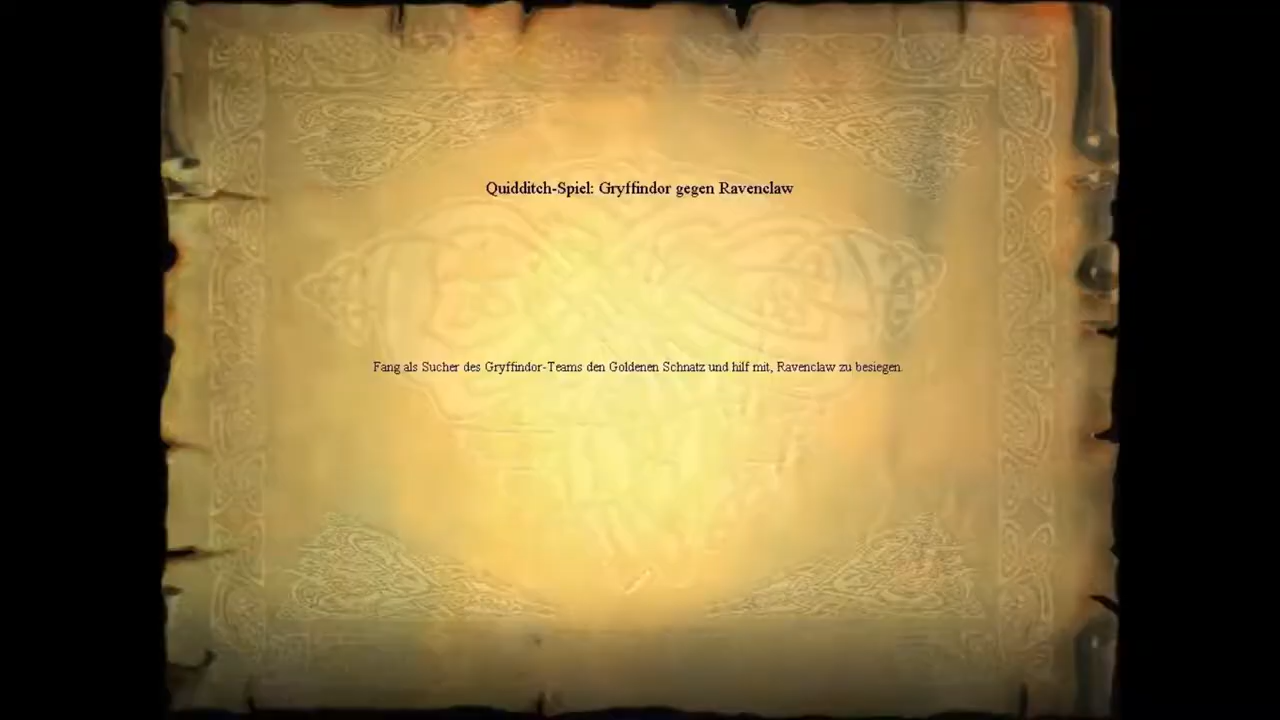 Quidditch-Spiel: Gryffindor gegen Ravenclaw
Fang als Sucher des Gryffindor-Teams den Goldenen Schnatz und hilf mit, Ravenclaw zu besiegen.